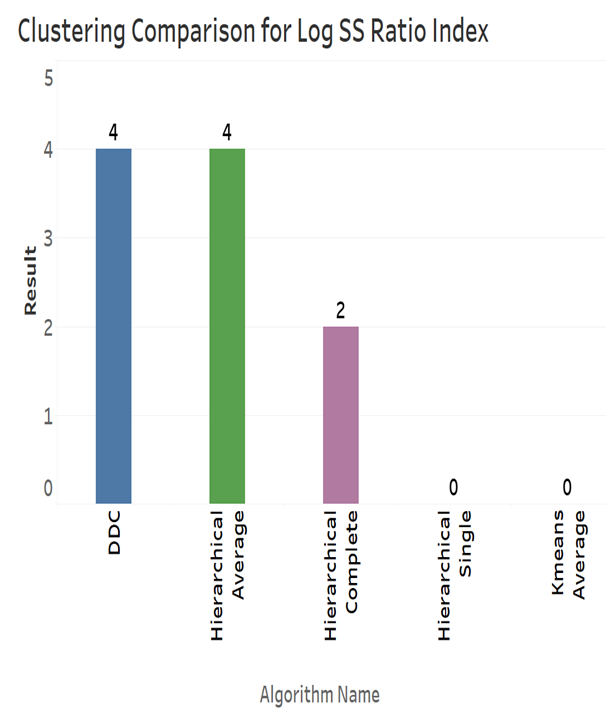 Clustering Comparison for Log SS Ratio Index
5
4
3
2
1
0
Result
4
4
2
0
0
DDC
Hierarchical
Average
Hierarchical
Complete
Hierarchical
Single
Kmeans
Average
Algorithm Name